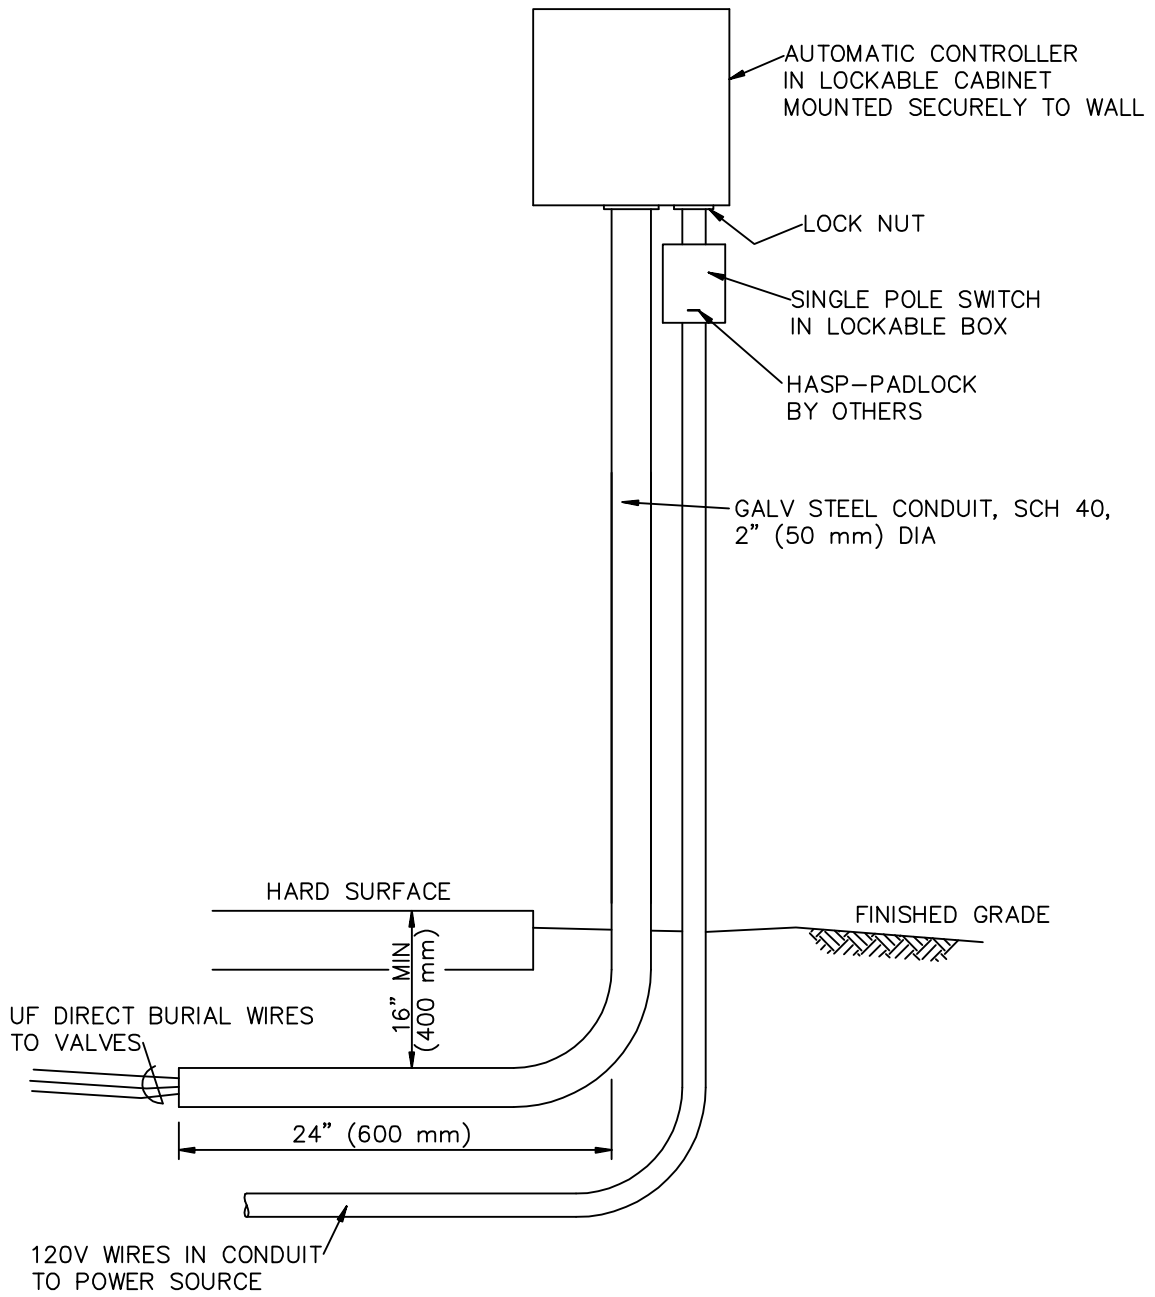 AUTOMATIC CONTROLLER
IN LOCKABLE CABINET
MOUNTED SECURELY TO WALL
LOCK NUT
SINGLE POLE SWITCH
IN LOCKABLE BOX
HASP-PADLOCK
BY OTHERS
GALV STEEL CONDUIT, SCH 40,
2" (50 mm) DIA
HARD SURFACE
FINISHED GRADE
16" MIN
(400 mm)
UF DIRECT BURIAL WIRES
TO VALVES
24" (600 mm)
120V WIRES IN CONDUIT
TO POWER SOURCE